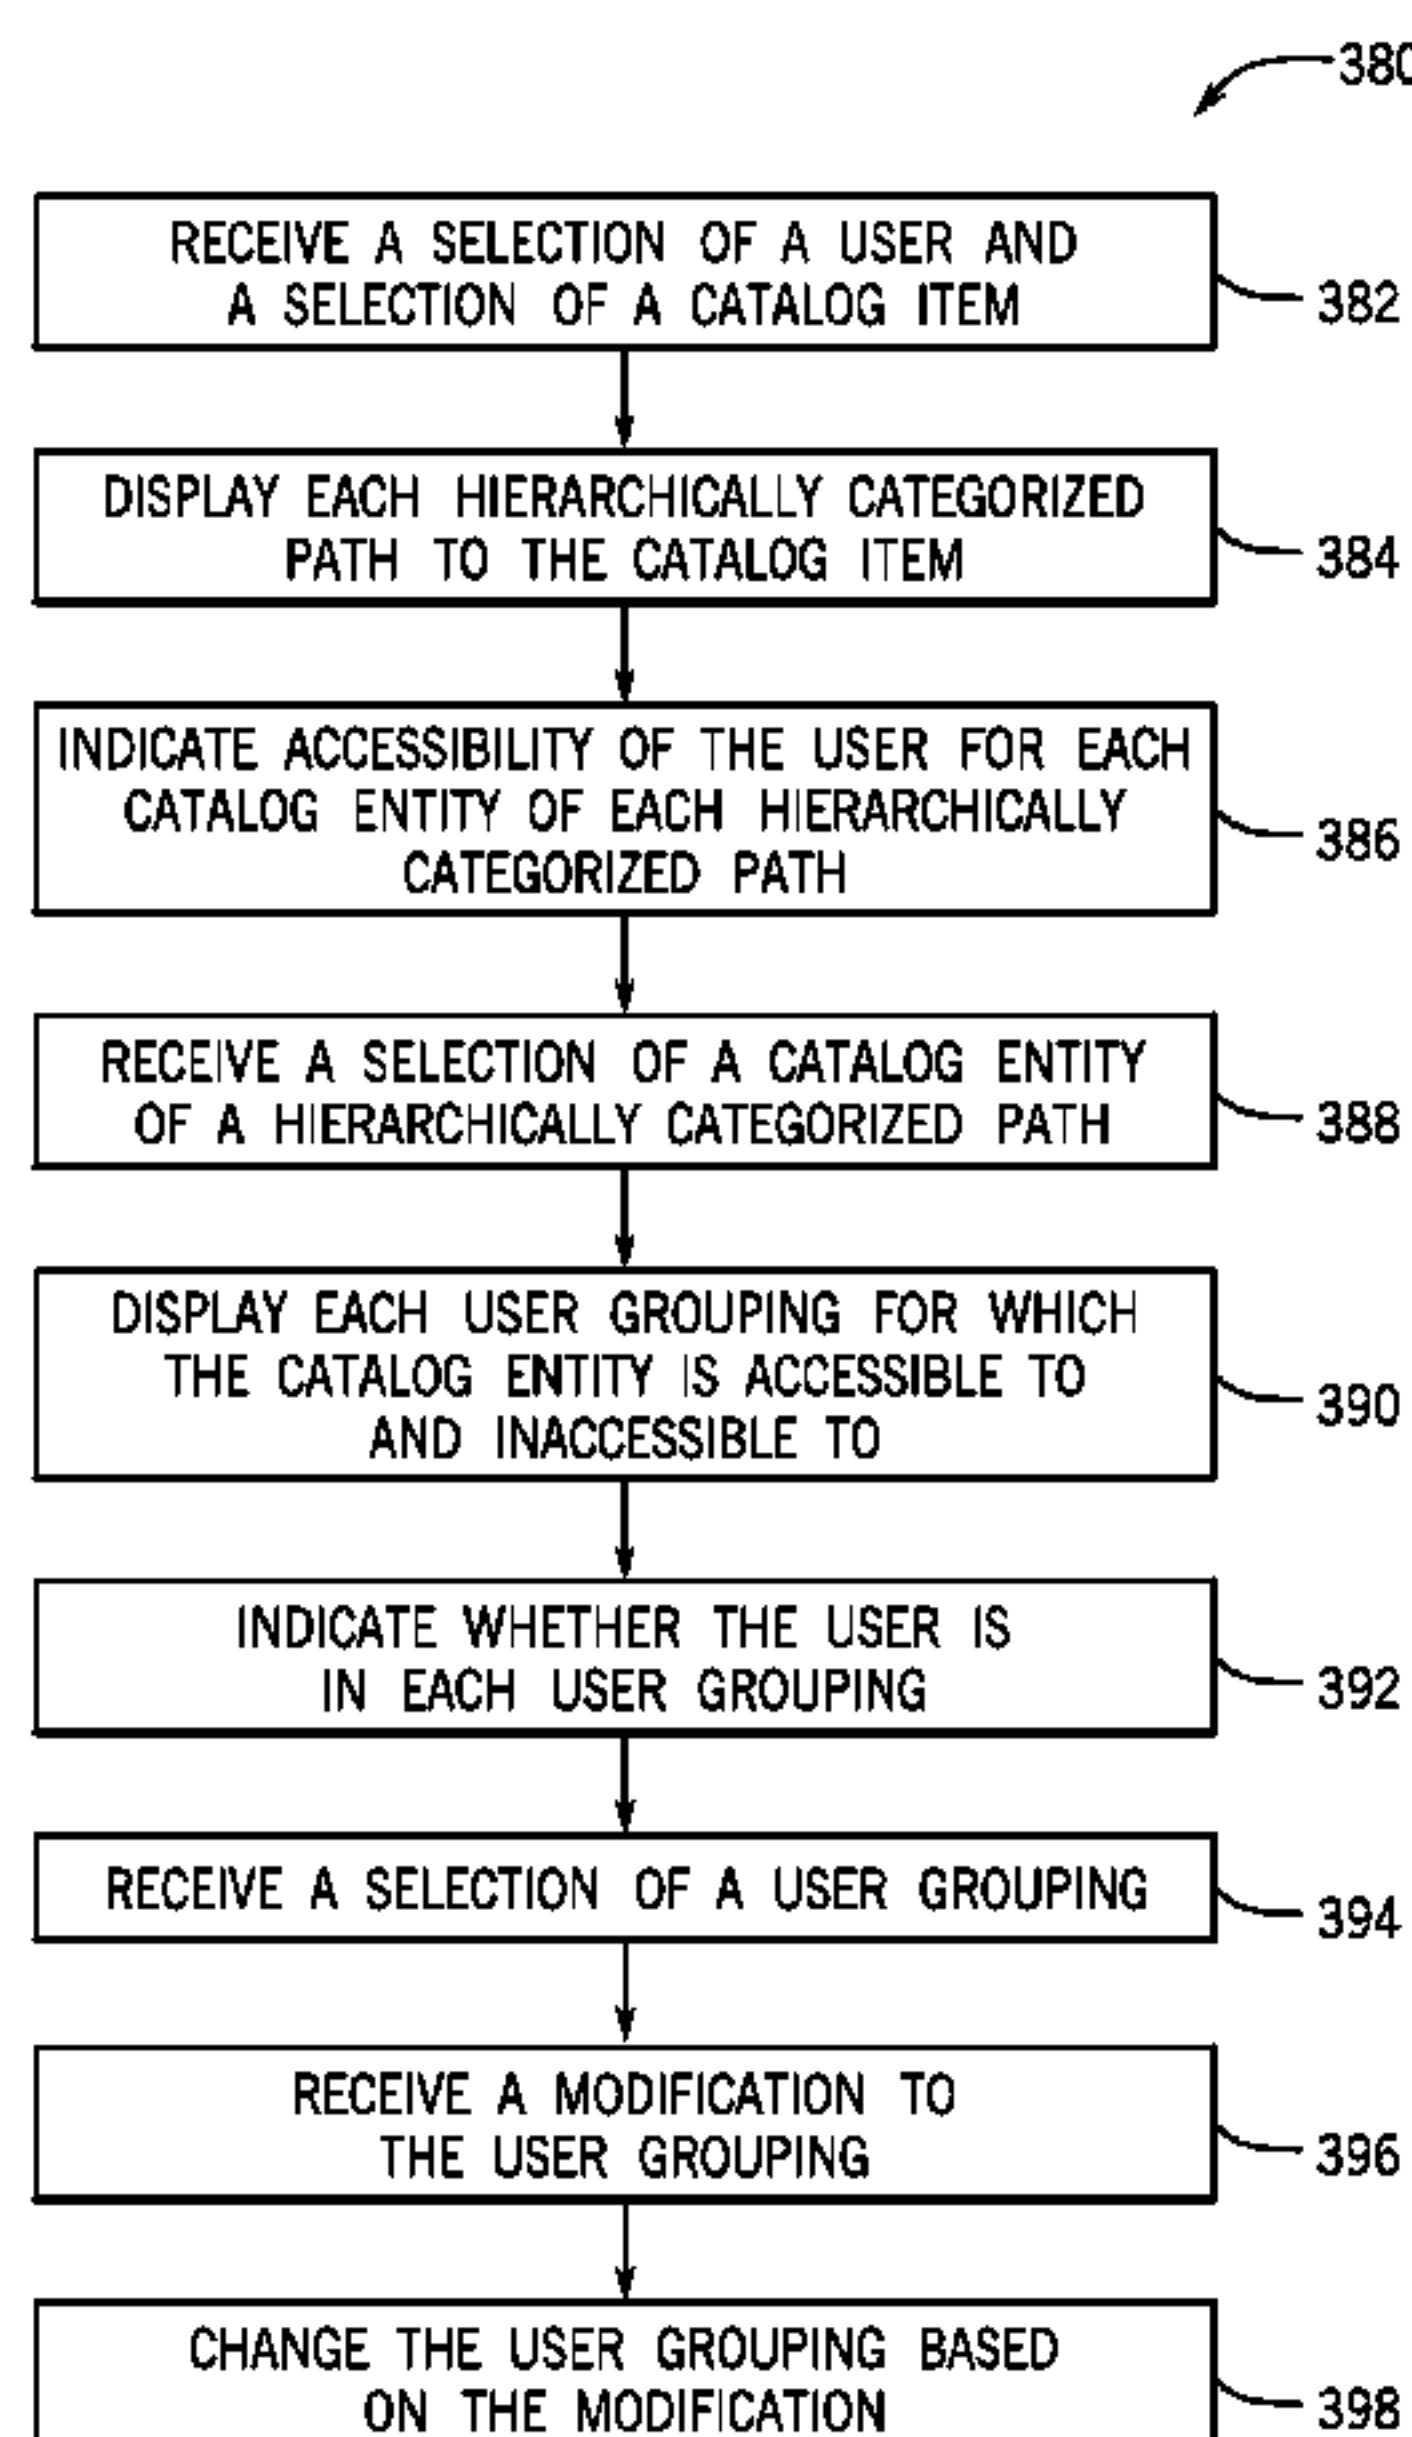 380
RECEIVE A SELECTION OF A USER AND
A SELECTION OF A CATALOG ITEM
382
DISPLAY EACH HIERARCHICALLY CATEGORIZED
PATH TO THE CATALOG ITEM
384
INDICATE ACCESSIBILITY OF THE USER FOR EACH
CATALOG ENTITY OF EACH HIERARCHICALLY
CATEGORIZED PATH
386
RECEIVE A SELECTION OF A CATALOG ENTITY
OF A HIERARCHICALLY CATEGORIZED PATH
388
DISPLAY EACH USER GROUPING FOR WHICH
THE CATALOG ENTITY IS ACCESSIBLE TO
AND INACCESSIBLE TO
390
INDICATE WHETHER THE USER IS
IN EACH USER GROUPING
392
RECEIVE A SELECTION OF A USER GROUPING
394
RECEIVE A MODIFICATION TO
THE USER GROUPING
396
CHANGE THE USER GROUPING BASED
ON THE MODIFICATION
398